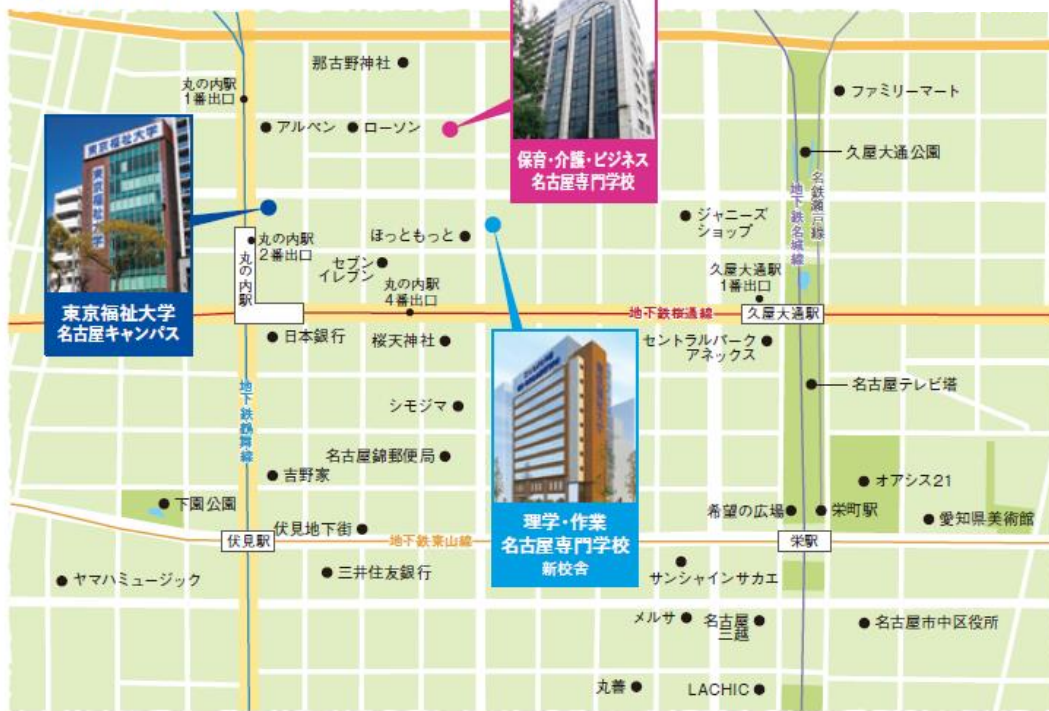 那古野神社
丸の内駅
1番出口
アルペン
ローソン
ファミリーマート
久屋大通公園
東京福祉大学
東京福祉大学
保育・介護・ビジネス
名古屋専門学校
地下鉄名城線
名鉄瀬戸線
ジャニーズ
ショップ
丸の内駅
2番出口
ほっともっと
セブン
イレブン
丸の内駅
丸の内駅
4番出口
久屋大通駅
1番出口
東京福祉大学
名古屋キャンパス
地下鉄桜通線
久屋大通駅
日本銀行
桜天神社
セントラルパーク
アネックス
名古屋テレビ塔
地下鉄鶴舞線
シモジマ
名古屋錦郵便局
吉野家
オアシス21
下園公園
伏見地下街
希望の広場
栄町駅
愛知県美術館
理学・作業
名古屋専門学校
新校舎
伏見駅
地下鉄東山線
栄駅
ヤマハミュージック
三井住友銀行
サンシャインサカエ
メルサ
名古屋
三越
名古屋市中区役所
丸善
LACHIC